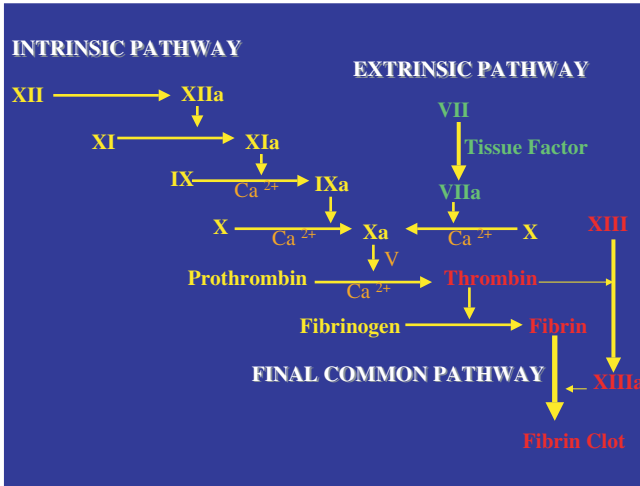 INTRINSIC PATHWAY
EXTRINSIC PATHWAY
XII XIIa
VII
XI XIa
Tissue Factor
IX Ca 2+ IXa
VIIa
X Ca 2+ Xa Ca 2+ X
XIII
V
Prothrombin Ca 2+ Thrombin
Fibrinogen Fibrin
FINAL COMMON PATHWAY
XIIIa
Fibrin Clot